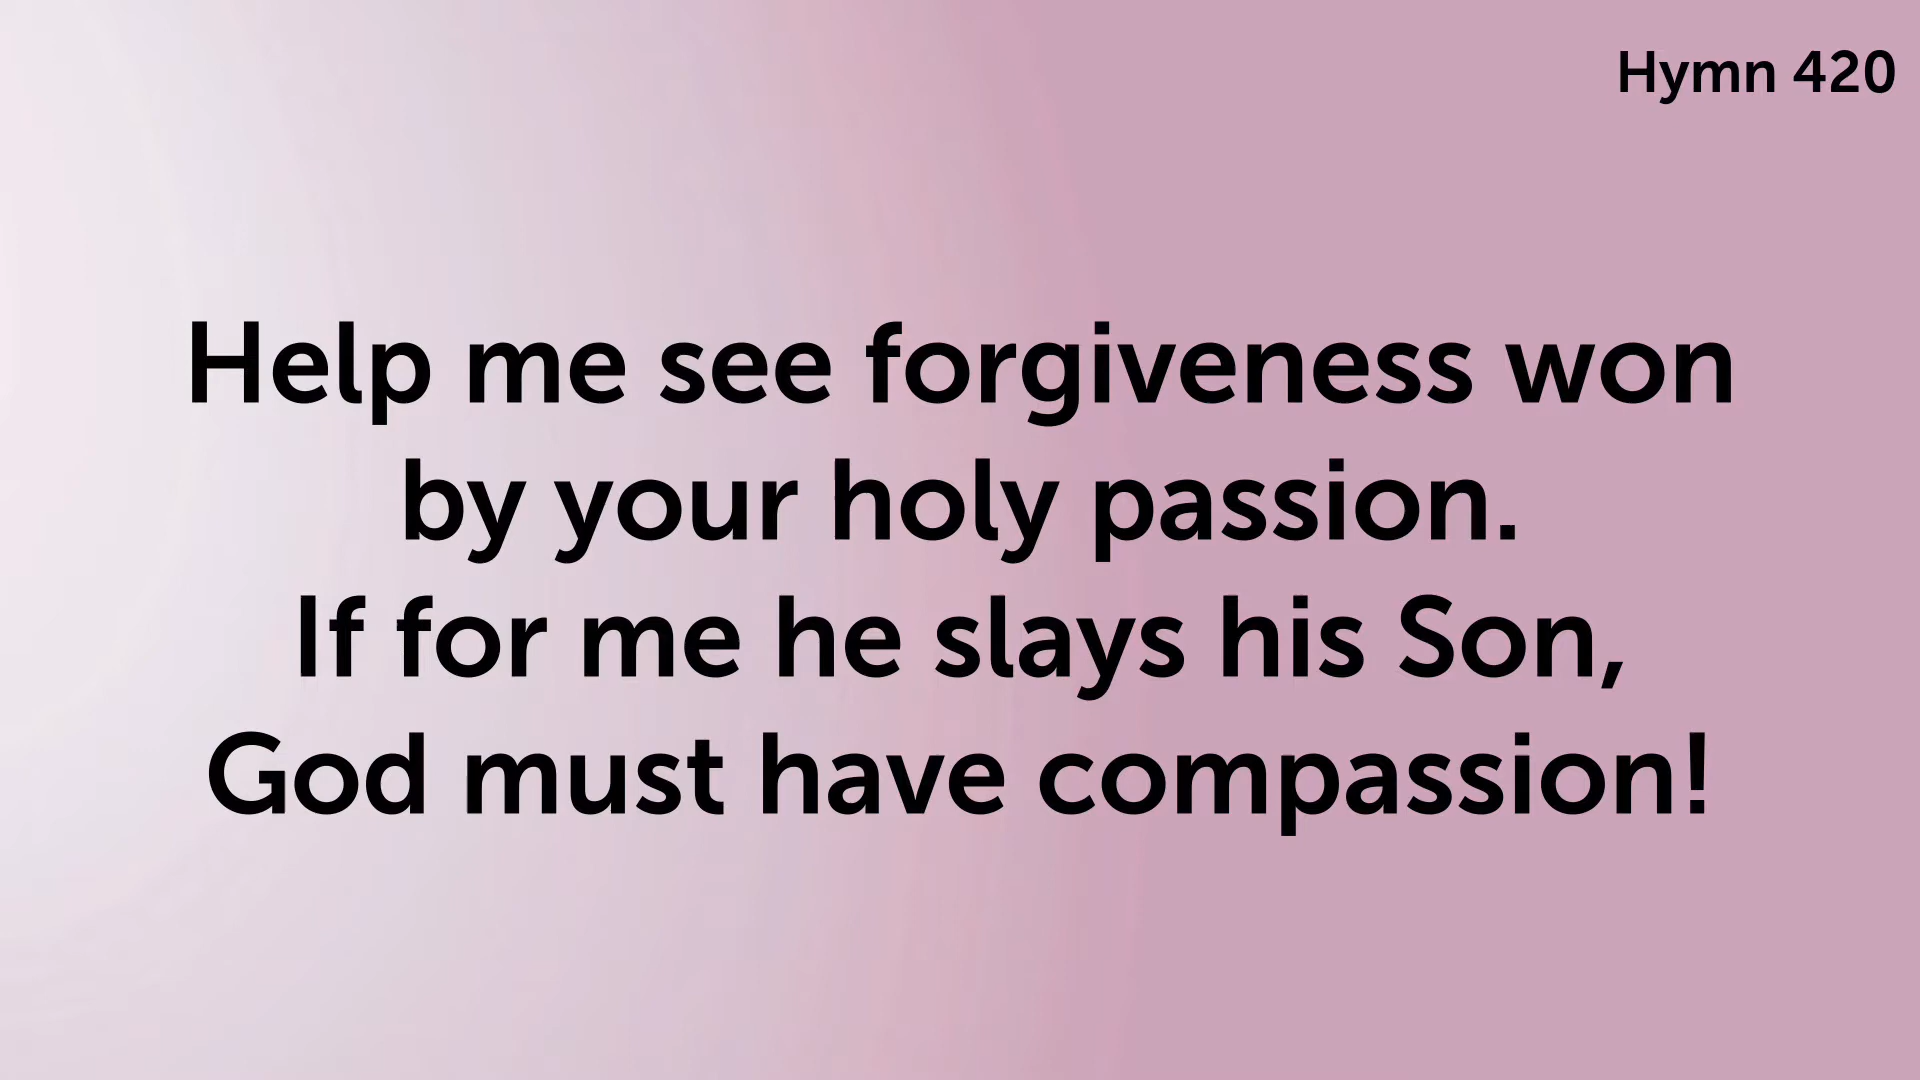 Hymn 420
Help me see forgiveness won
by your holy passion.
If for me he slays his Son,
God must have compassion!